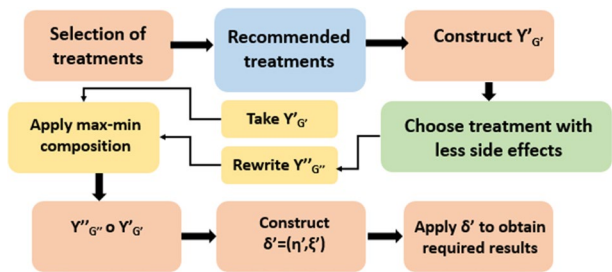 Selection of
treatments
Recommended
treatments
Construct Y'G'
Apply max-min
composition
Take Y'G'
Rewrite Y''G''
Choose treatment with
less side effects
Y''G'' o Y'G'
Construct
δ'=(η',ξ')
Apply δ' to obtain
required results